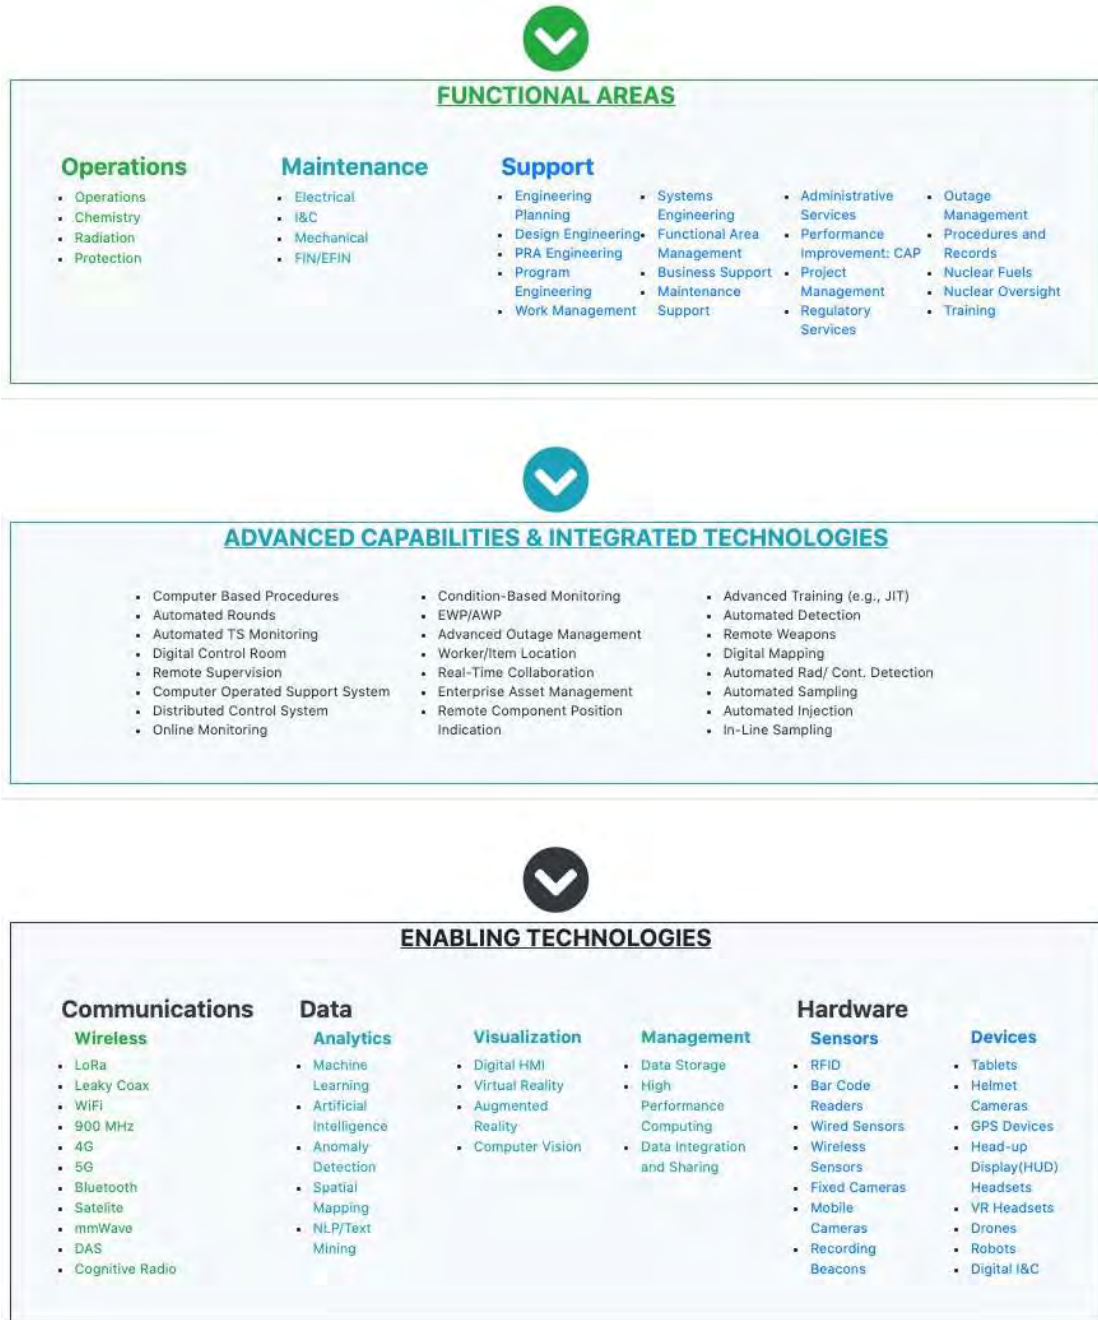 FUNCTIONAL AREAS
Operations
Operations
Chemistry
Radiation
Protection
Maintenance
Electrical
I&C
Mechanical
FIN/EFIN
Support
Engineering
Planning
Design Engineering
PRA Engineering
Program
Engineering
Work Management
Systems
Engineering
Functional Area
Management
Business Support
Maintenance
Support
Administrative
Services
Performance
Improvement: CAP
Project
Management
Regulatory
Services
Outage
Management
Procedures and
Records
Nuclear Fuels
Nuclear Oversight
Training
ADVANCED CAPABILITIES & INTEGRATED TECHNOLOGIES
Computer Based Procedures
Automated Rounds
Automated TS Monitoring
Digital Control Room
Remote Supervision
Computer Operated Support System
Distributed Control System
Online Monitoring
Condition-Based Monitoring
EWP/AWP
Advanced Outage Management
Worker/Item Location
Real-Time Collaboration
Enterprise Asset Management
Remote Component Position
Indication
Advanced Training (e.g., JIT)
Automated Detection
Remote Weapons
Digital Mapping
Automated Rad/ Cont. Detection
Automated Sampling
Automated Injection
In-Line Sampling
ENABLING TECHNOLOGIES
Communications
Wireless
LoRa
Leaky Coax
WiFi
900 MHz
4G
5G
Bluetooth
Satelite
mmWave
DAS
Cognitive Radio
Data
Analytics
Machine
Learning
Artificial
Intelligence
Anomaly
Detection
Spatial
Mapping
NLP/Text
Mining
Visualization
Digital HMI
Virtual Reality
Augmented
Reality
Computer Vision
Management
Data Storage
High
Performance
Computing
Data Integration
and Sharing
Hardware
Sensors
RFID
Bar Code
Readers
Wired Sensors
Wireless
Sensors
Fixed Cameras
Mobile
Cameras
Recording
Beacons
Devices
Tablets
Helmet
Cameras
GPS Devices
Head-up
Display(HUD)
Headsets
VR Headsets
Drones
Robots
Digital I&C